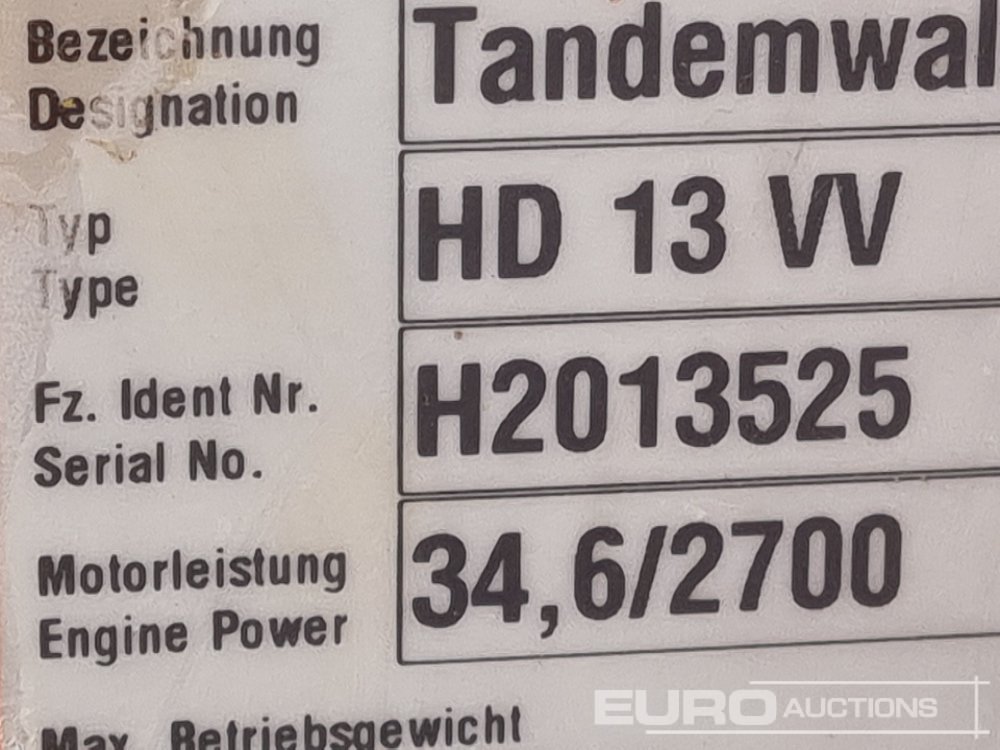 Bezeichnung
Designation
Tandemwal
Typ
Type
HD 13 VV
Fz. Ident Nr.
Serial No.
H2013525
Motorleistung
Engine Power
34,6/2700
Max. Betriebsgewicht
EURO AUCTIONS